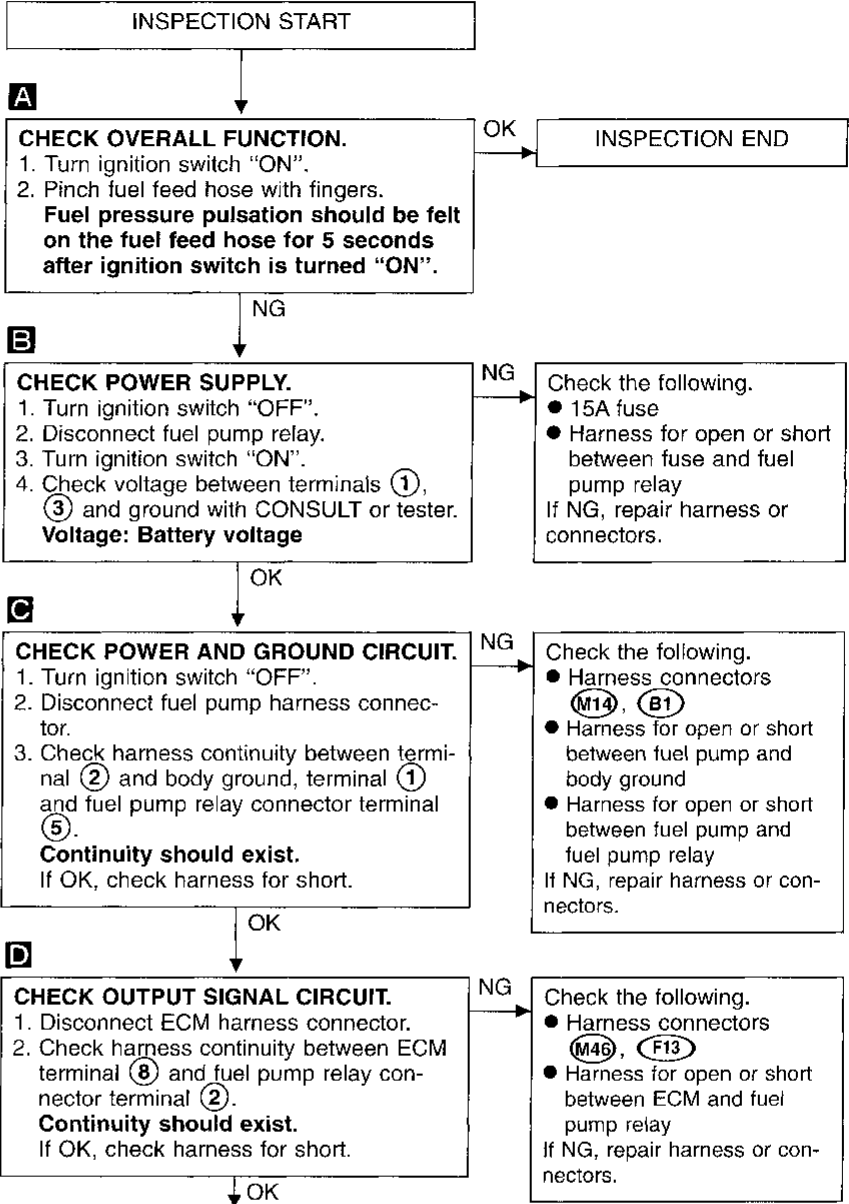 INSPECTION START
A
CHECK OVERALL FUNCTION.
1. Turn ignition switch “ON”.
2. Pinch fuel feed hose with fingers.
Fuel pressure pulsation should be felt
on the fuel feed hose for 5 seconds
after ignition switch is turned “ON”.
OK
INSPECTION END
NG
B
CHECK POWER SUPPLY.
1. Turn ignition switch “OFF”.
2. Disconnect fuel pump relay.
3. Turn ignition switch “ON”.
4. Check voltage between terminals ①,
③ and ground with CONSULT or tester.
Voltage: Battery voltage
NG
Check the following.
● 15A fuse
● Harness for open or short
between fuse and fuel
pump relay
If NG, repair harness or
connectors.
OK
C
CHECK POWER AND GROUND CIRCUIT.
1. Turn ignition switch “OFF”.
2. Disconnect fuel pump harness connec-
tor.
3. Check harness continuity between termi-
nal ② and body ground, terminal ①
and fuel pump relay connector terminal
⑤.
Continuity should exist.
If OK, check harness for short.
NG
Check the following.
● Harness connectors
M14, B1
● Harness for open or short
between fuel pump and
body ground
● Harness for open or short
between fuel pump and
fuel pump relay
If NG, repair harness or con-
nectors.
OK
D
CHECK OUTPUT SIGNAL CIRCUIT.
1. Disconnect ECM harness connector.
2. Check harness continuity between ECM
terminal ⑧ and fuel pump relay con-
nector terminal ②.
Continuity should exist.
If OK, check harness for short.
NG
Check the following.
● Harness connectors
M46, F13
● Harness for open or short
between ECM and fuel
pump relay
If NG, repair harness or con-
nectors.
OK